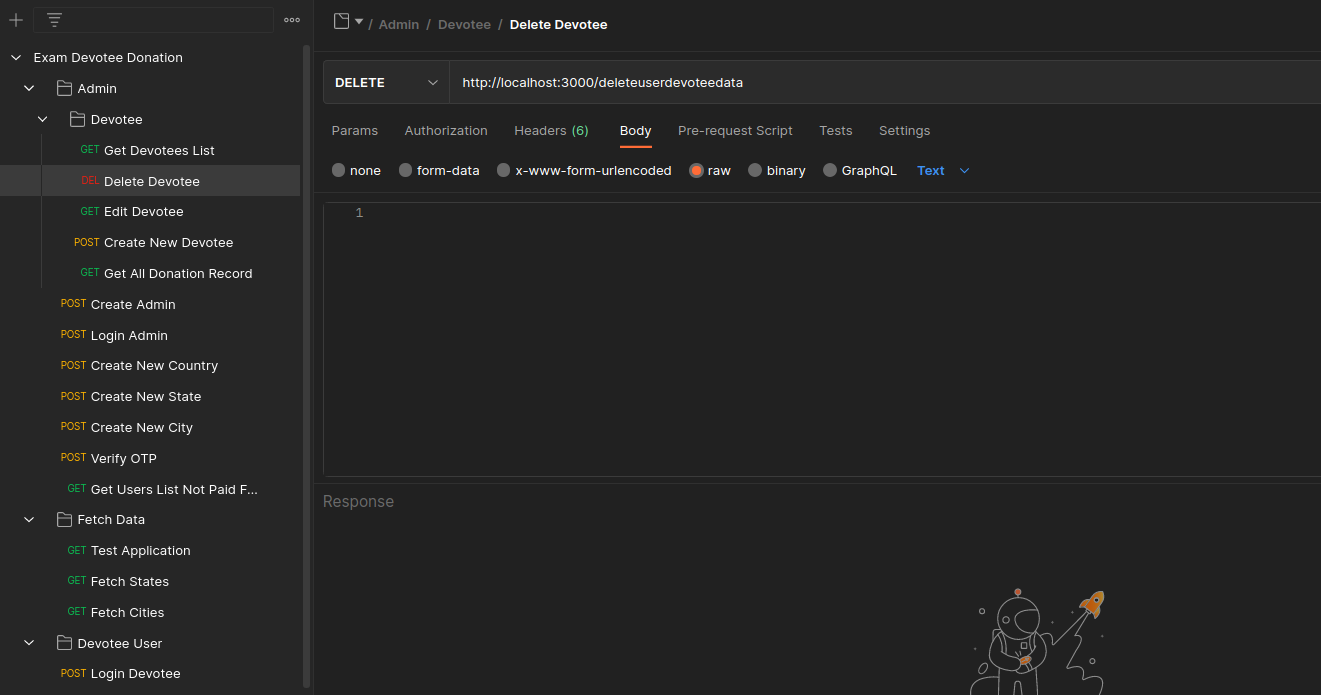 Exam Devotee Donation
Admin
Devotee
GET Get Devotees List
DEL Delete Devotee
GET Edit Devotee
POST Create New Devotee
GET Get All Donation Record
POST Create Admin
POST Login Admin
POST Create New Country
POST Create New State
POST Create New City
POST Verify OTP
GET Get Users List Not Paid F...
Fetch Data
GET Test Application
GET Fetch States
GET Fetch Cities
Devotee User
POST Login Devotee
/ Admin / Devotee / Delete Devotee
DELETE http://localhost:3000/deleteuserdevoteedata
Params Authorization Headers (6) Body Pre-request Script Tests Settings
none form-data x-www-form-urlencoded raw binary GraphQL Text
1
Response